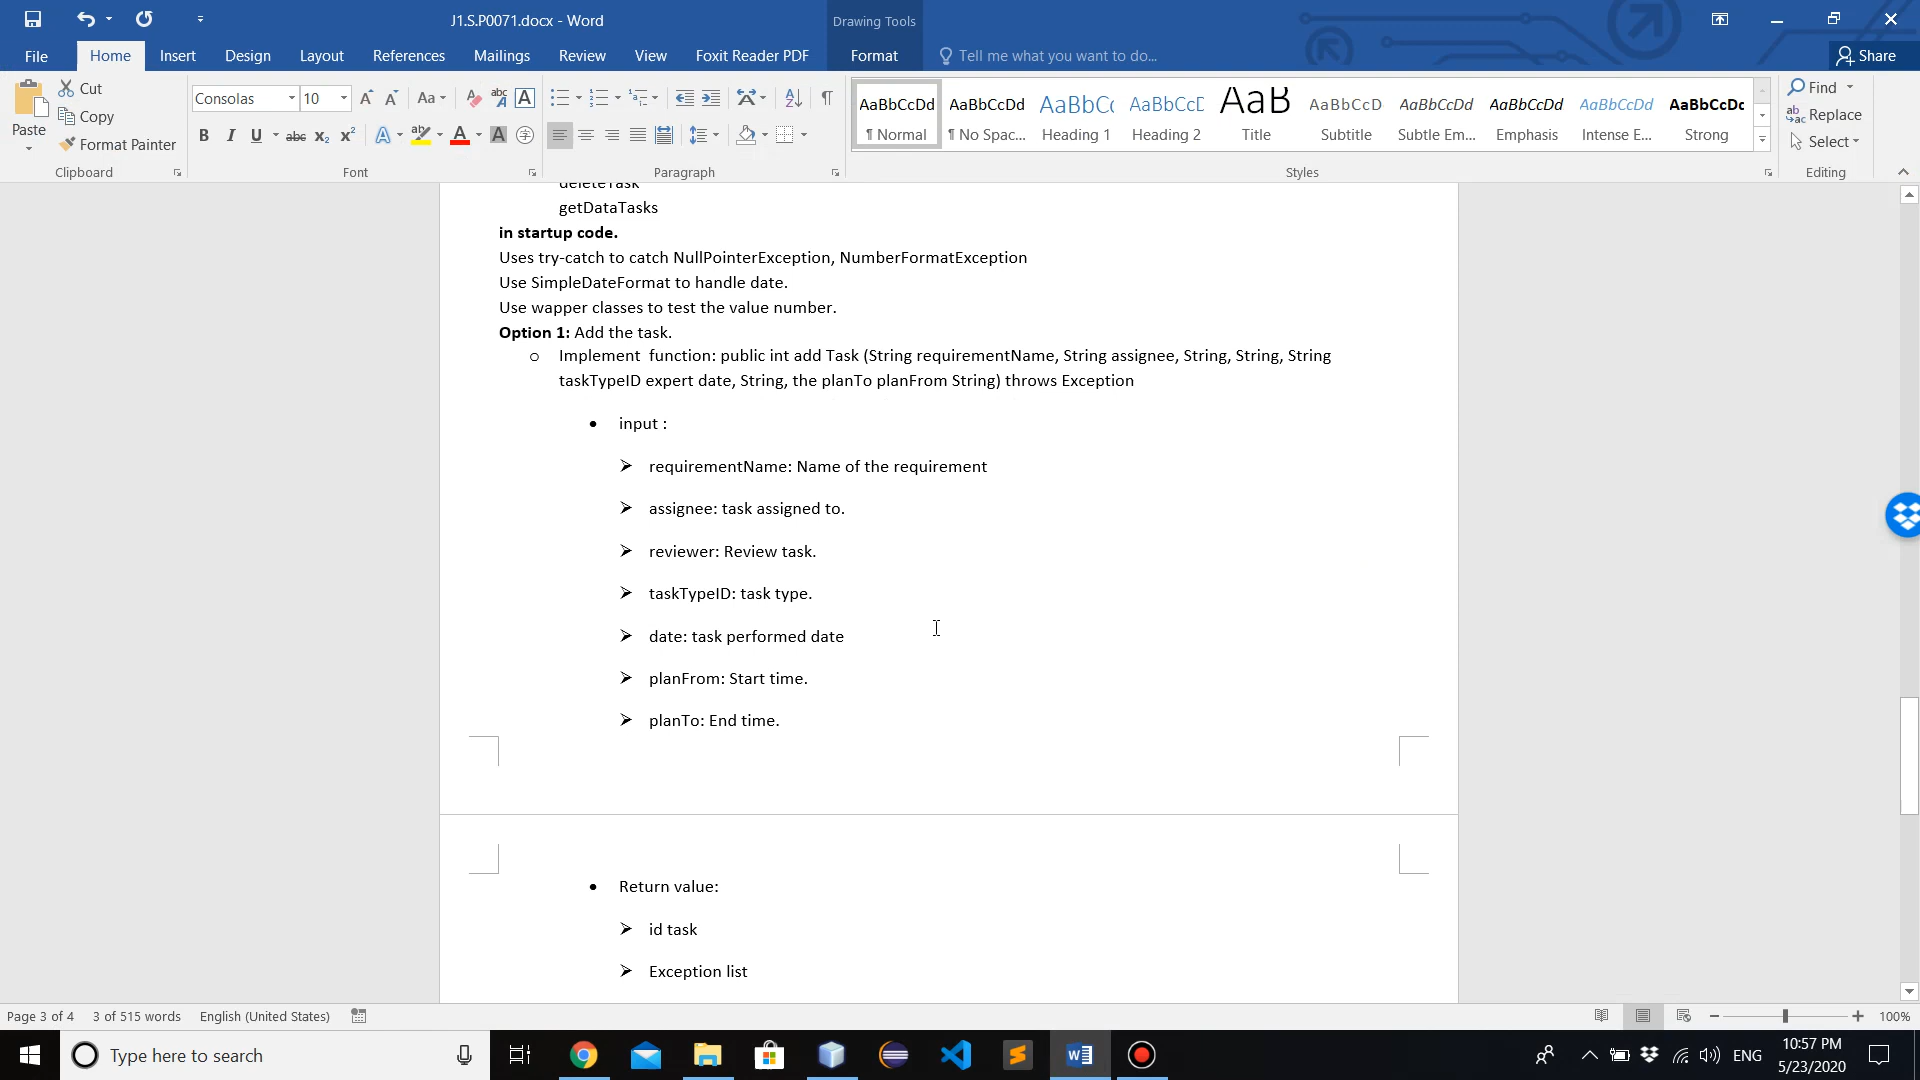 J1.S.P0071.docx - Word
Drawing Tools
File Home Insert Design Layout References Mailings Review View Foxit Reader PDF Format Tell me what you want to do... Share
Paste
Cut
Copy
Format Painter
Clipboard
Consolas 10
Aa
B I U abc x₂ x²
A
Font
Paragraph
AaBbCcDd AaBbCcDd AaBbCc AaBbCcD AaB AaBbCcD AaBbCcDd AaBbCcDd AaBbCcDd AaBbCcDc
¶ Normal ¶ No Spac... Heading 1 Heading 2 Title Subtitle Subtle Em... Emphasis Intense E... Strong
Styles
Find
Replace
Select
Editing
deleteTask
getDataTasks
in startup code.
Uses try-catch to catch NullPointerException, NumberFormatException
Use SimpleDateFormat to handle date.
Use wapper classes to test the value number.
Option 1: Add the task.
o Implement function: public int add Task (String requirementName, String assignee, String, String, String
taskTypeID expert date, String, the planTo planFrom String) throws Exception
• input :
➢ requirementName: Name of the requirement
➢ assignee: task assigned to.
➢ reviewer: Review task.
➢ taskTypeID: task type.
➢ date: task performed date
➢ planFrom: Start time.
➢ planTo: End time.
• Return value:
➢ id task
➢ Exception list
Page 3 of 4 3 of 515 words English (United States) 100%
Type here to search
ENG
10:57 PM
5/23/2020